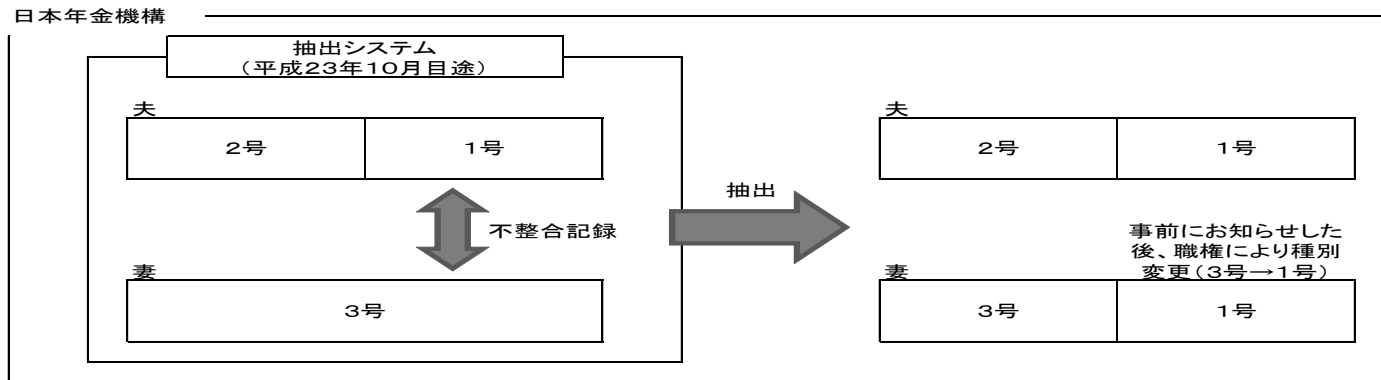 日本年金機構
抽出システム
（平成２３年１０月目途）
夫
２号
１号
不整合記録
妻
３号
抽出
夫
２号
１号
事前にお知らせした
後、職権により種別
変更（３号→１号）
妻
３号
１号